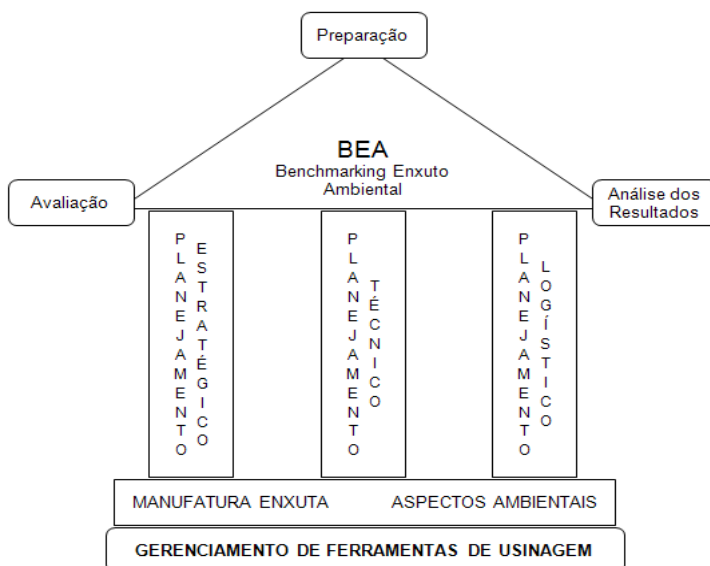 Preparação
BEA
Benchmarking Enxuto
Ambiental
Avaliação
Análise dos
Resultados
PLANEJAMENTO
ESTRATÉGICO
PLANEJAMENTO
TÉCNICO
PLANEJAMENTO
LOGÍSTICO
MANUFATURA ENXUTA
ASPECTOS AMBIENTAIS
GERENCIAMENTO DE FERRAMENTAS DE USINAGEM